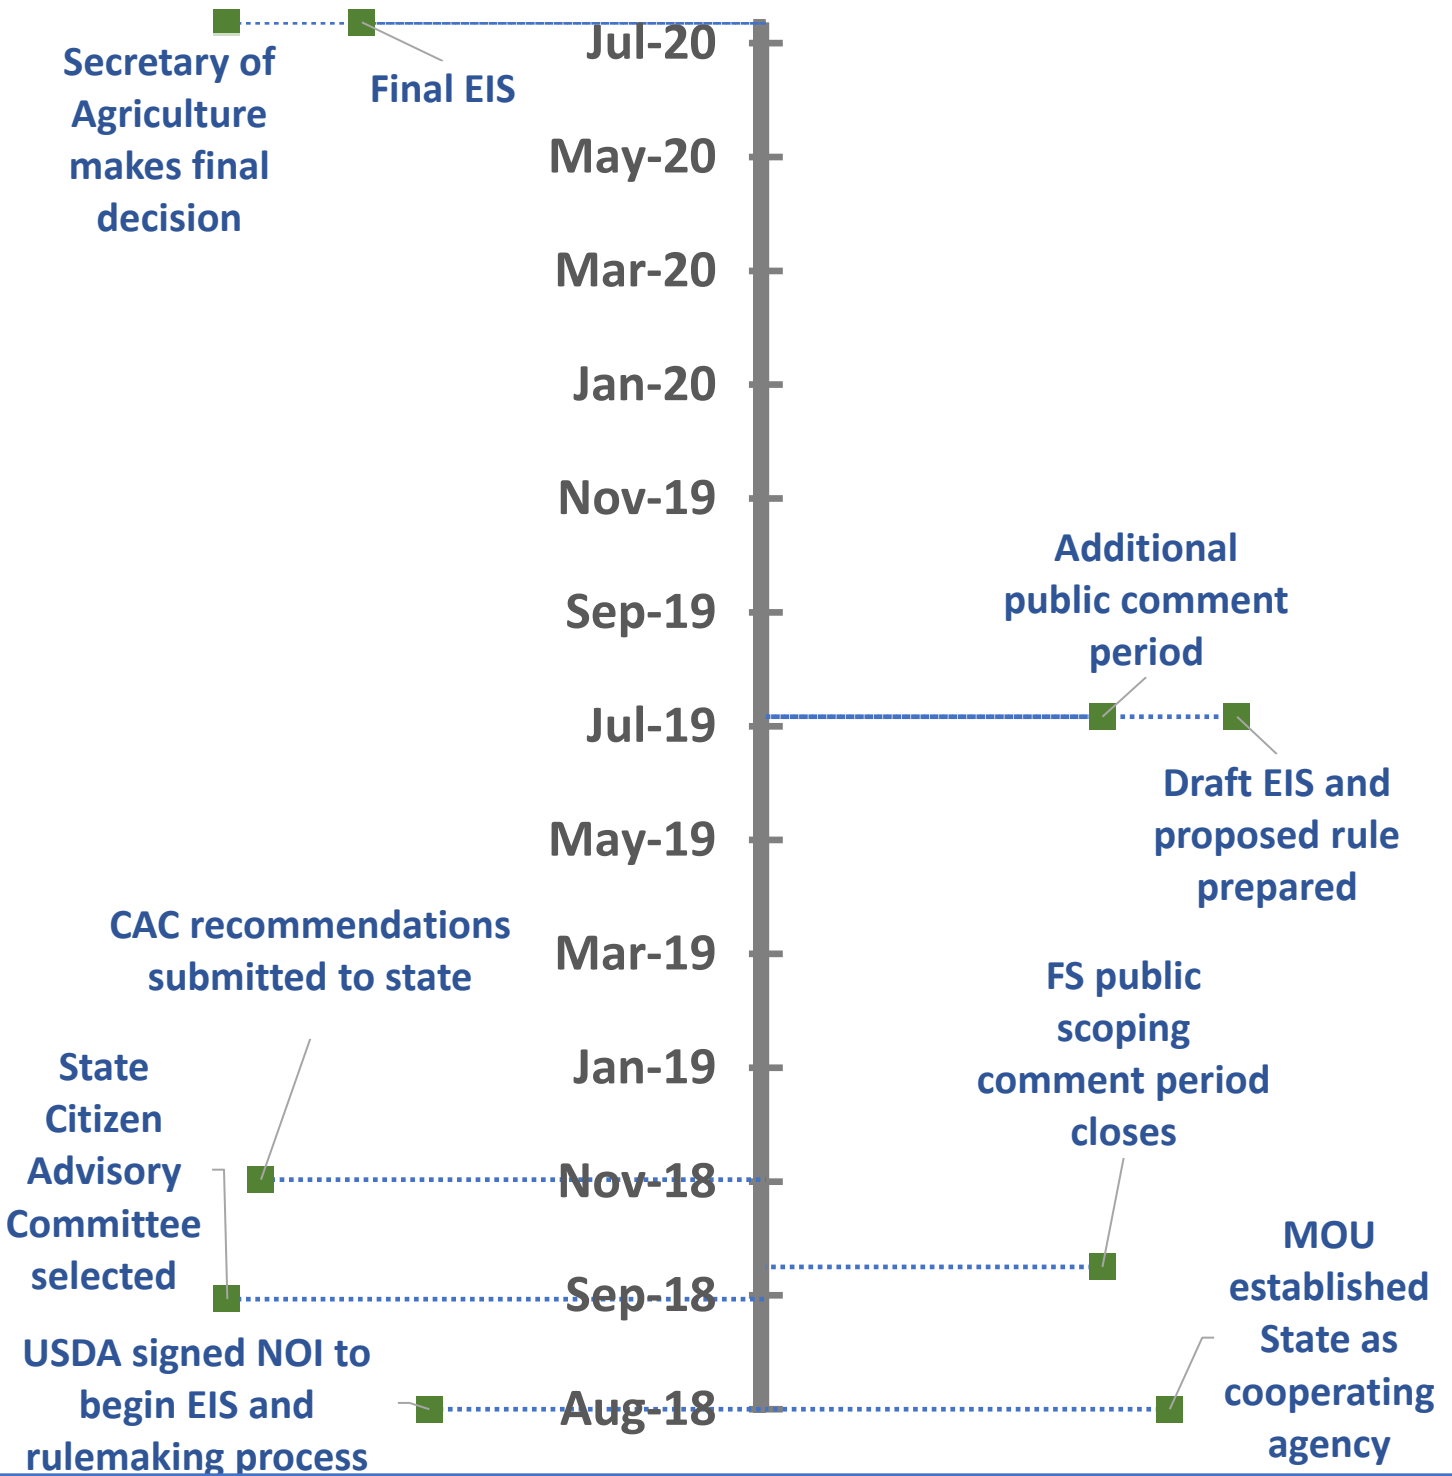 Secretary of
Agriculture
makes final
decision
Final EIS
Jul-20
May-20
Mar-20
Jan-20
Nov-19
Sep-19
Jul-19
May-19
Mar-19
Jan-19
Nov-18
Sep-18
Aug-18
Additional
public comment
period
Draft EIS and
proposed rule
prepared
CAC recommendations
submitted to state
FS public
scoping
comment period
closes
State
Citizen
Advisory
Committee
selected
MOU
established
State as
cooperating
agency
USDA signed NOI to
begin EIS and
rulemaking process